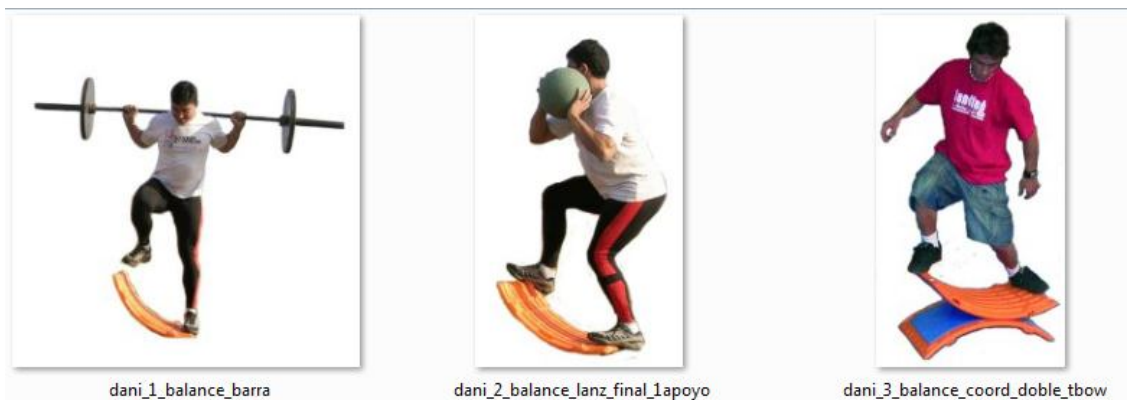 dani_1_balance_barra
dani_2_balance_lanz_final_1apoyo
dani_3_balance_coord_doble_tbow